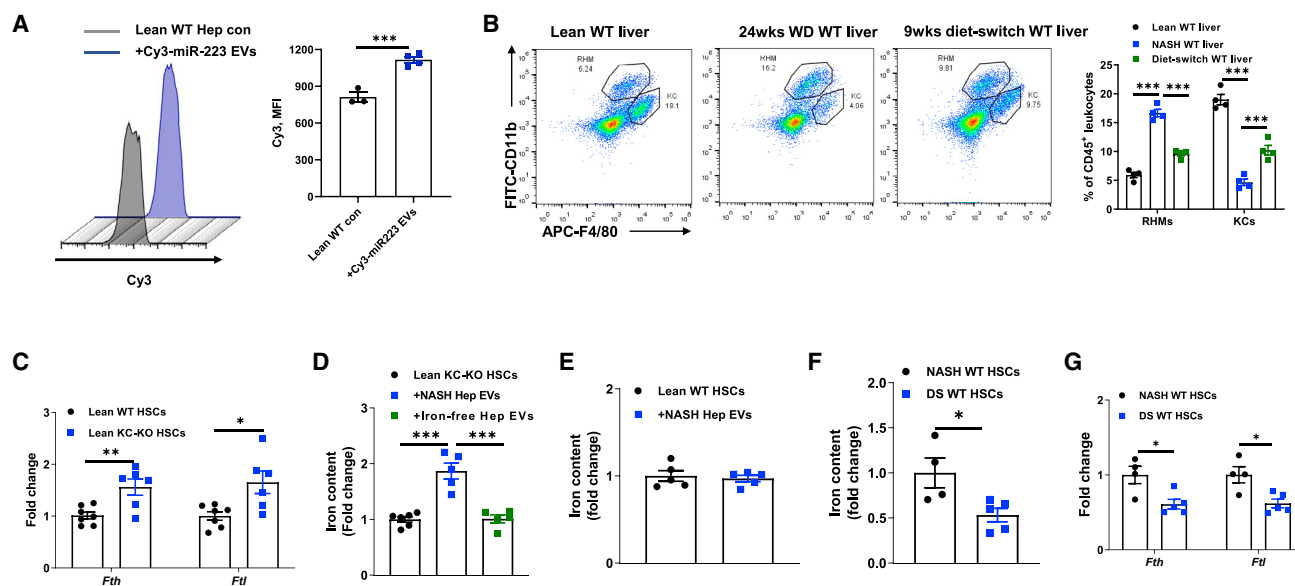 A
Lean WT Hep con
+Cy3-miR-223 EVs
Cy3
Cy3, MFI
1200
900
600
300
0
***
Lean WT con
+Cy3-miR223 EVs
B
Lean WT liver
24wks WD WT liver
9wks diet-switch WT liver
FITC-CD11b
APC-F4/80
RHM
6.24
KC
18.1
RHM
16.2
KC
4.06
RHM
9.81
KC
9.75
Lean WT liver
NASH WT liver
Diet-switch WT liver
% of CD45+ leukocytes
25
20
15
10
5
0
*** ***
***
***
RHMs
KCs
C
Lean WT HSCs
Lean KC-KO HSCs
Fold change
3
2
1
0
**
*
Fth
Ftl
D
Lean KC-KO HSCs
+NASH Hep EVs
+Iron-free Hep EVs
Iron content
(Fold change)
3
2
1
0
*** ***
E
Lean WT HSCs
+NASH Hep EVs
Iron content
(fold change)
2
1
0
F
NASH WT HSCs
DS WT HSCs
Iron content
(fold change)
2.0
1.5
1.0
0.5
0.0
*
G
NASH WT HSCs
DS WT HSCs
Fold change
2
1
0
*
*
Fth
Ftl